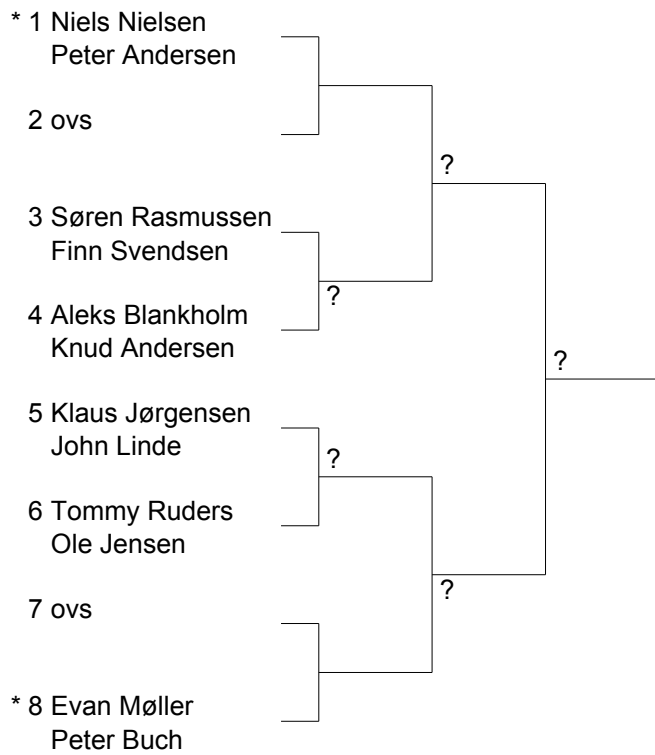 * 1 Niels Nielsen
Peter Andersen
2 ovs
?
3 Søren Rasmussen
Finn Svendsen
?
4 Aleks Blankholm
Knud Andersen
?
5 Klaus Jørgensen
John Linde
?
6 Tommy Ruders
Ole Jensen
?
7 ovs
* 8 Evan Møller
Peter Buch